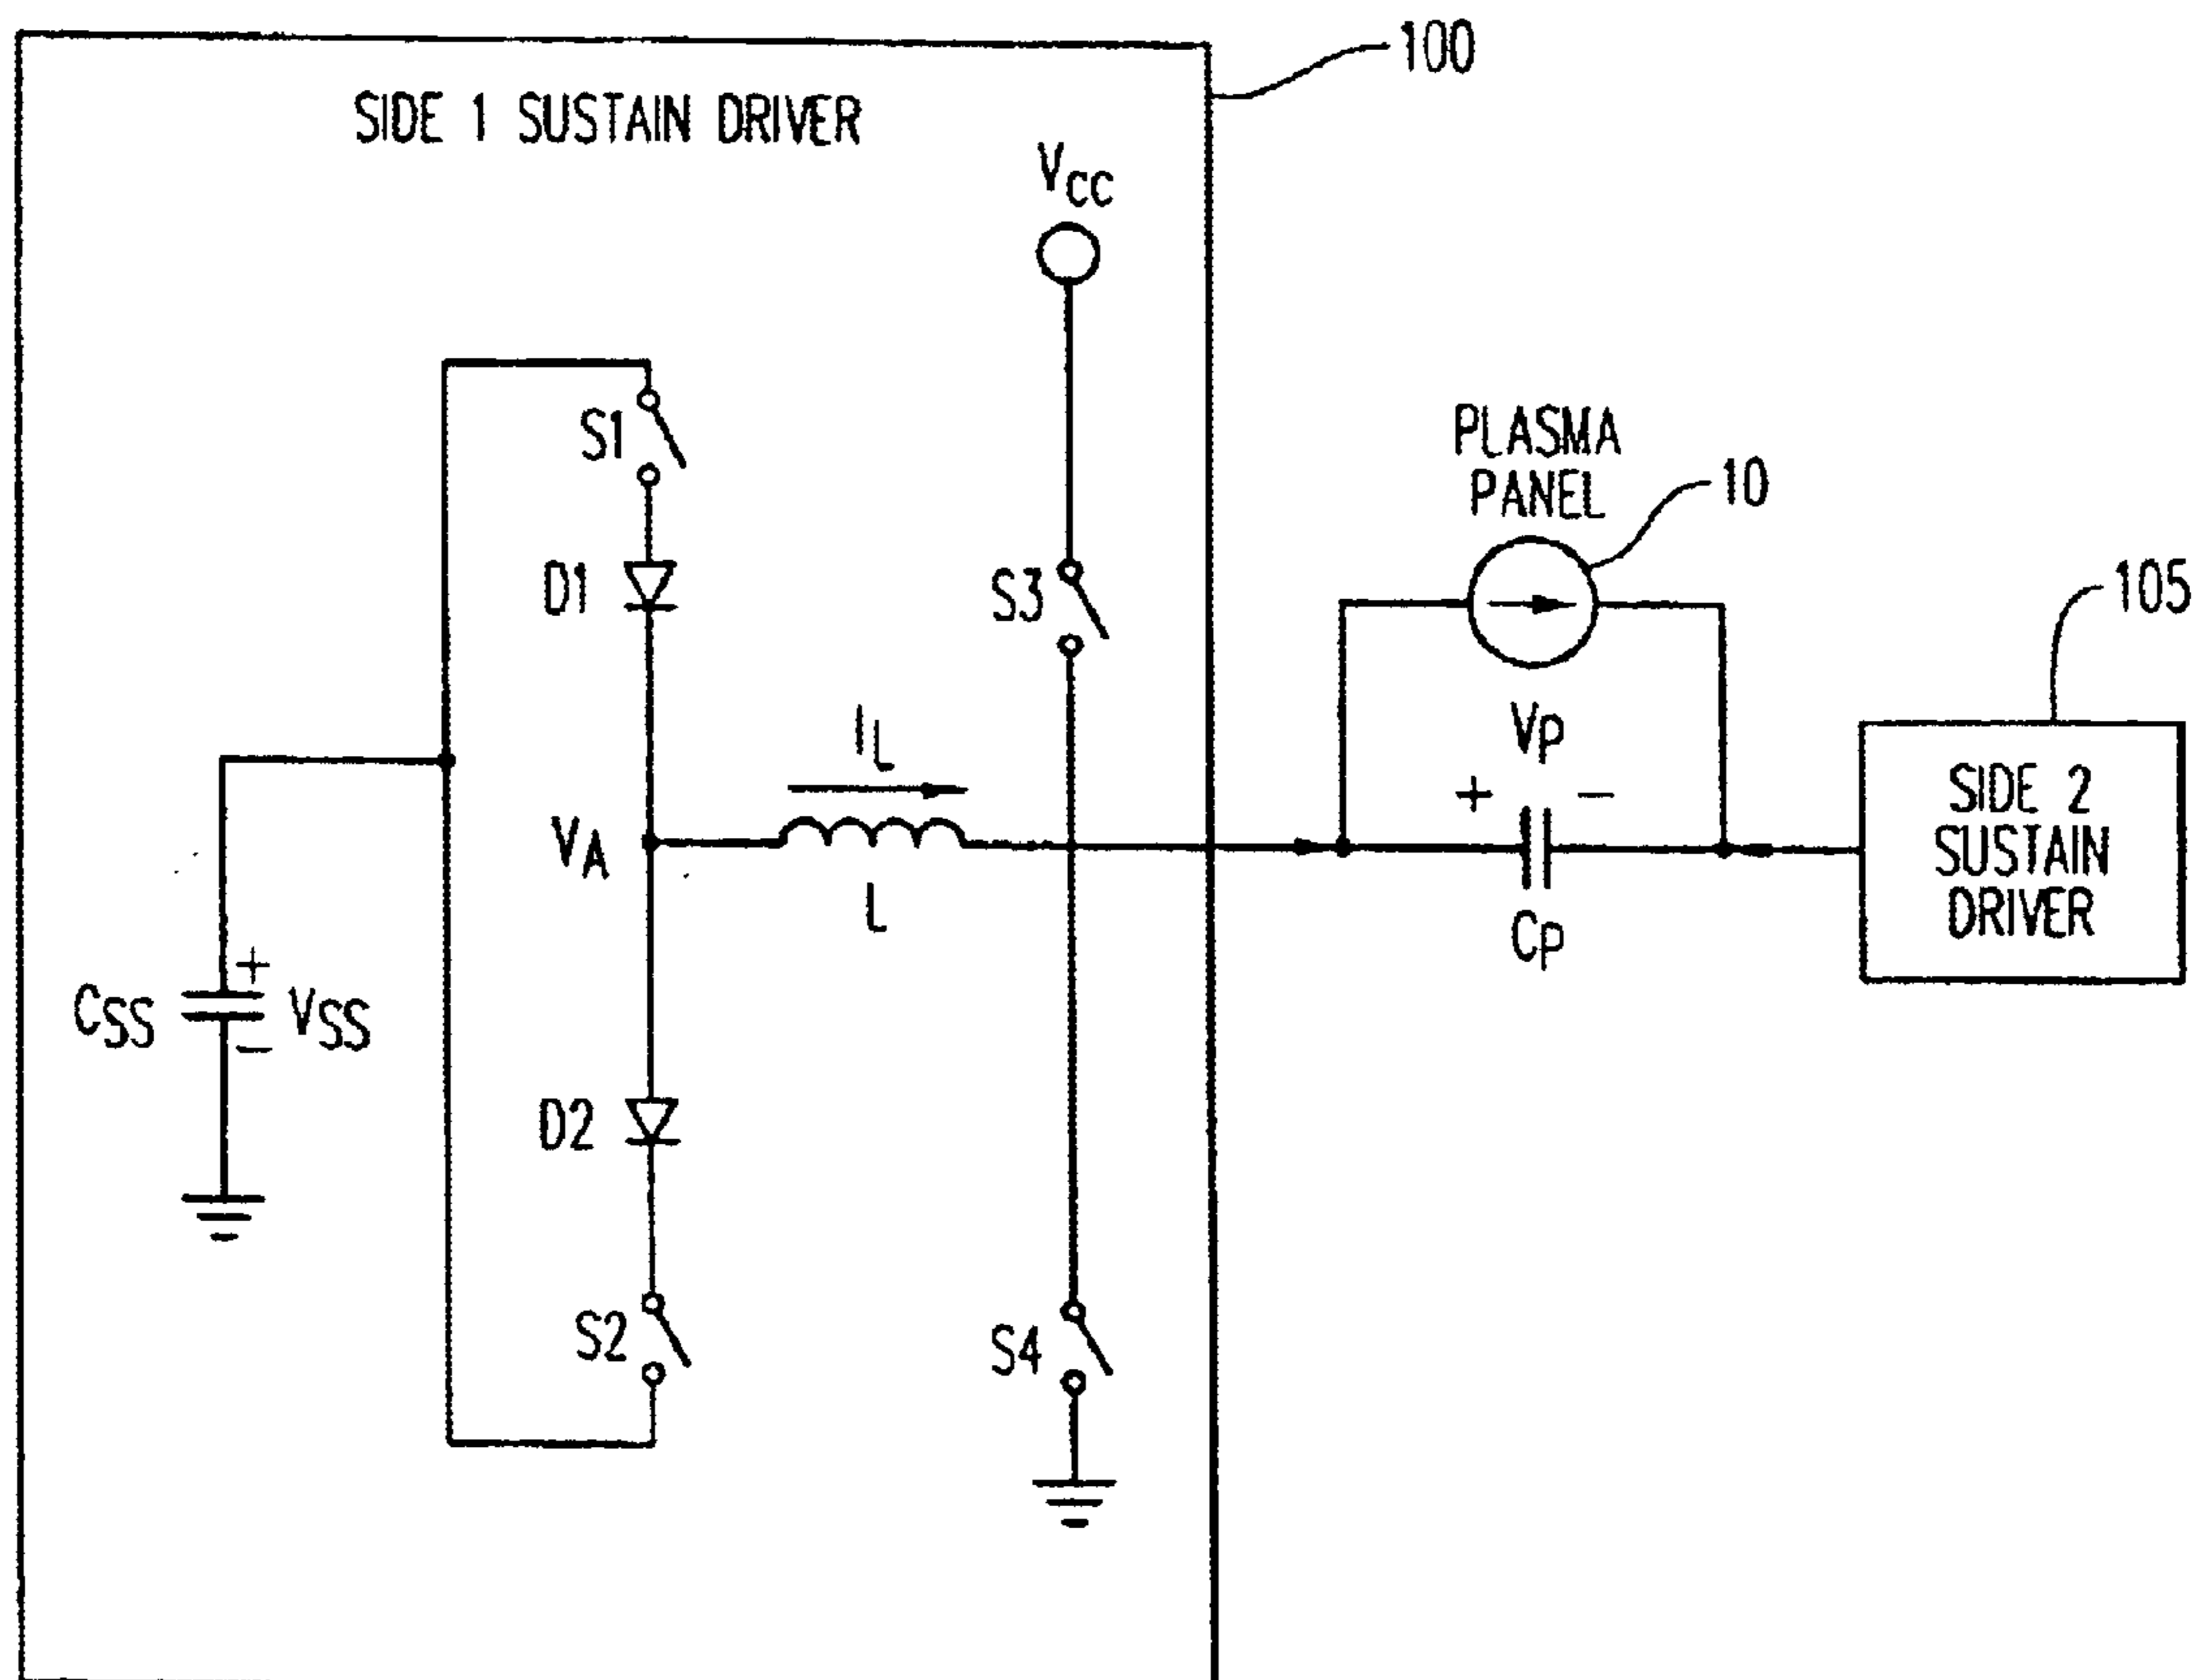 100
SIDE 1 SUSTAIN DRIVER
VCC
S1
PLASMA
PANEL
10
D1
S3
105
IL
VP
+ −
SIDE 2
SUSTAIN
DRIVER
VA
L
CP
CSS
+
−
VSS
D2
S2
S4